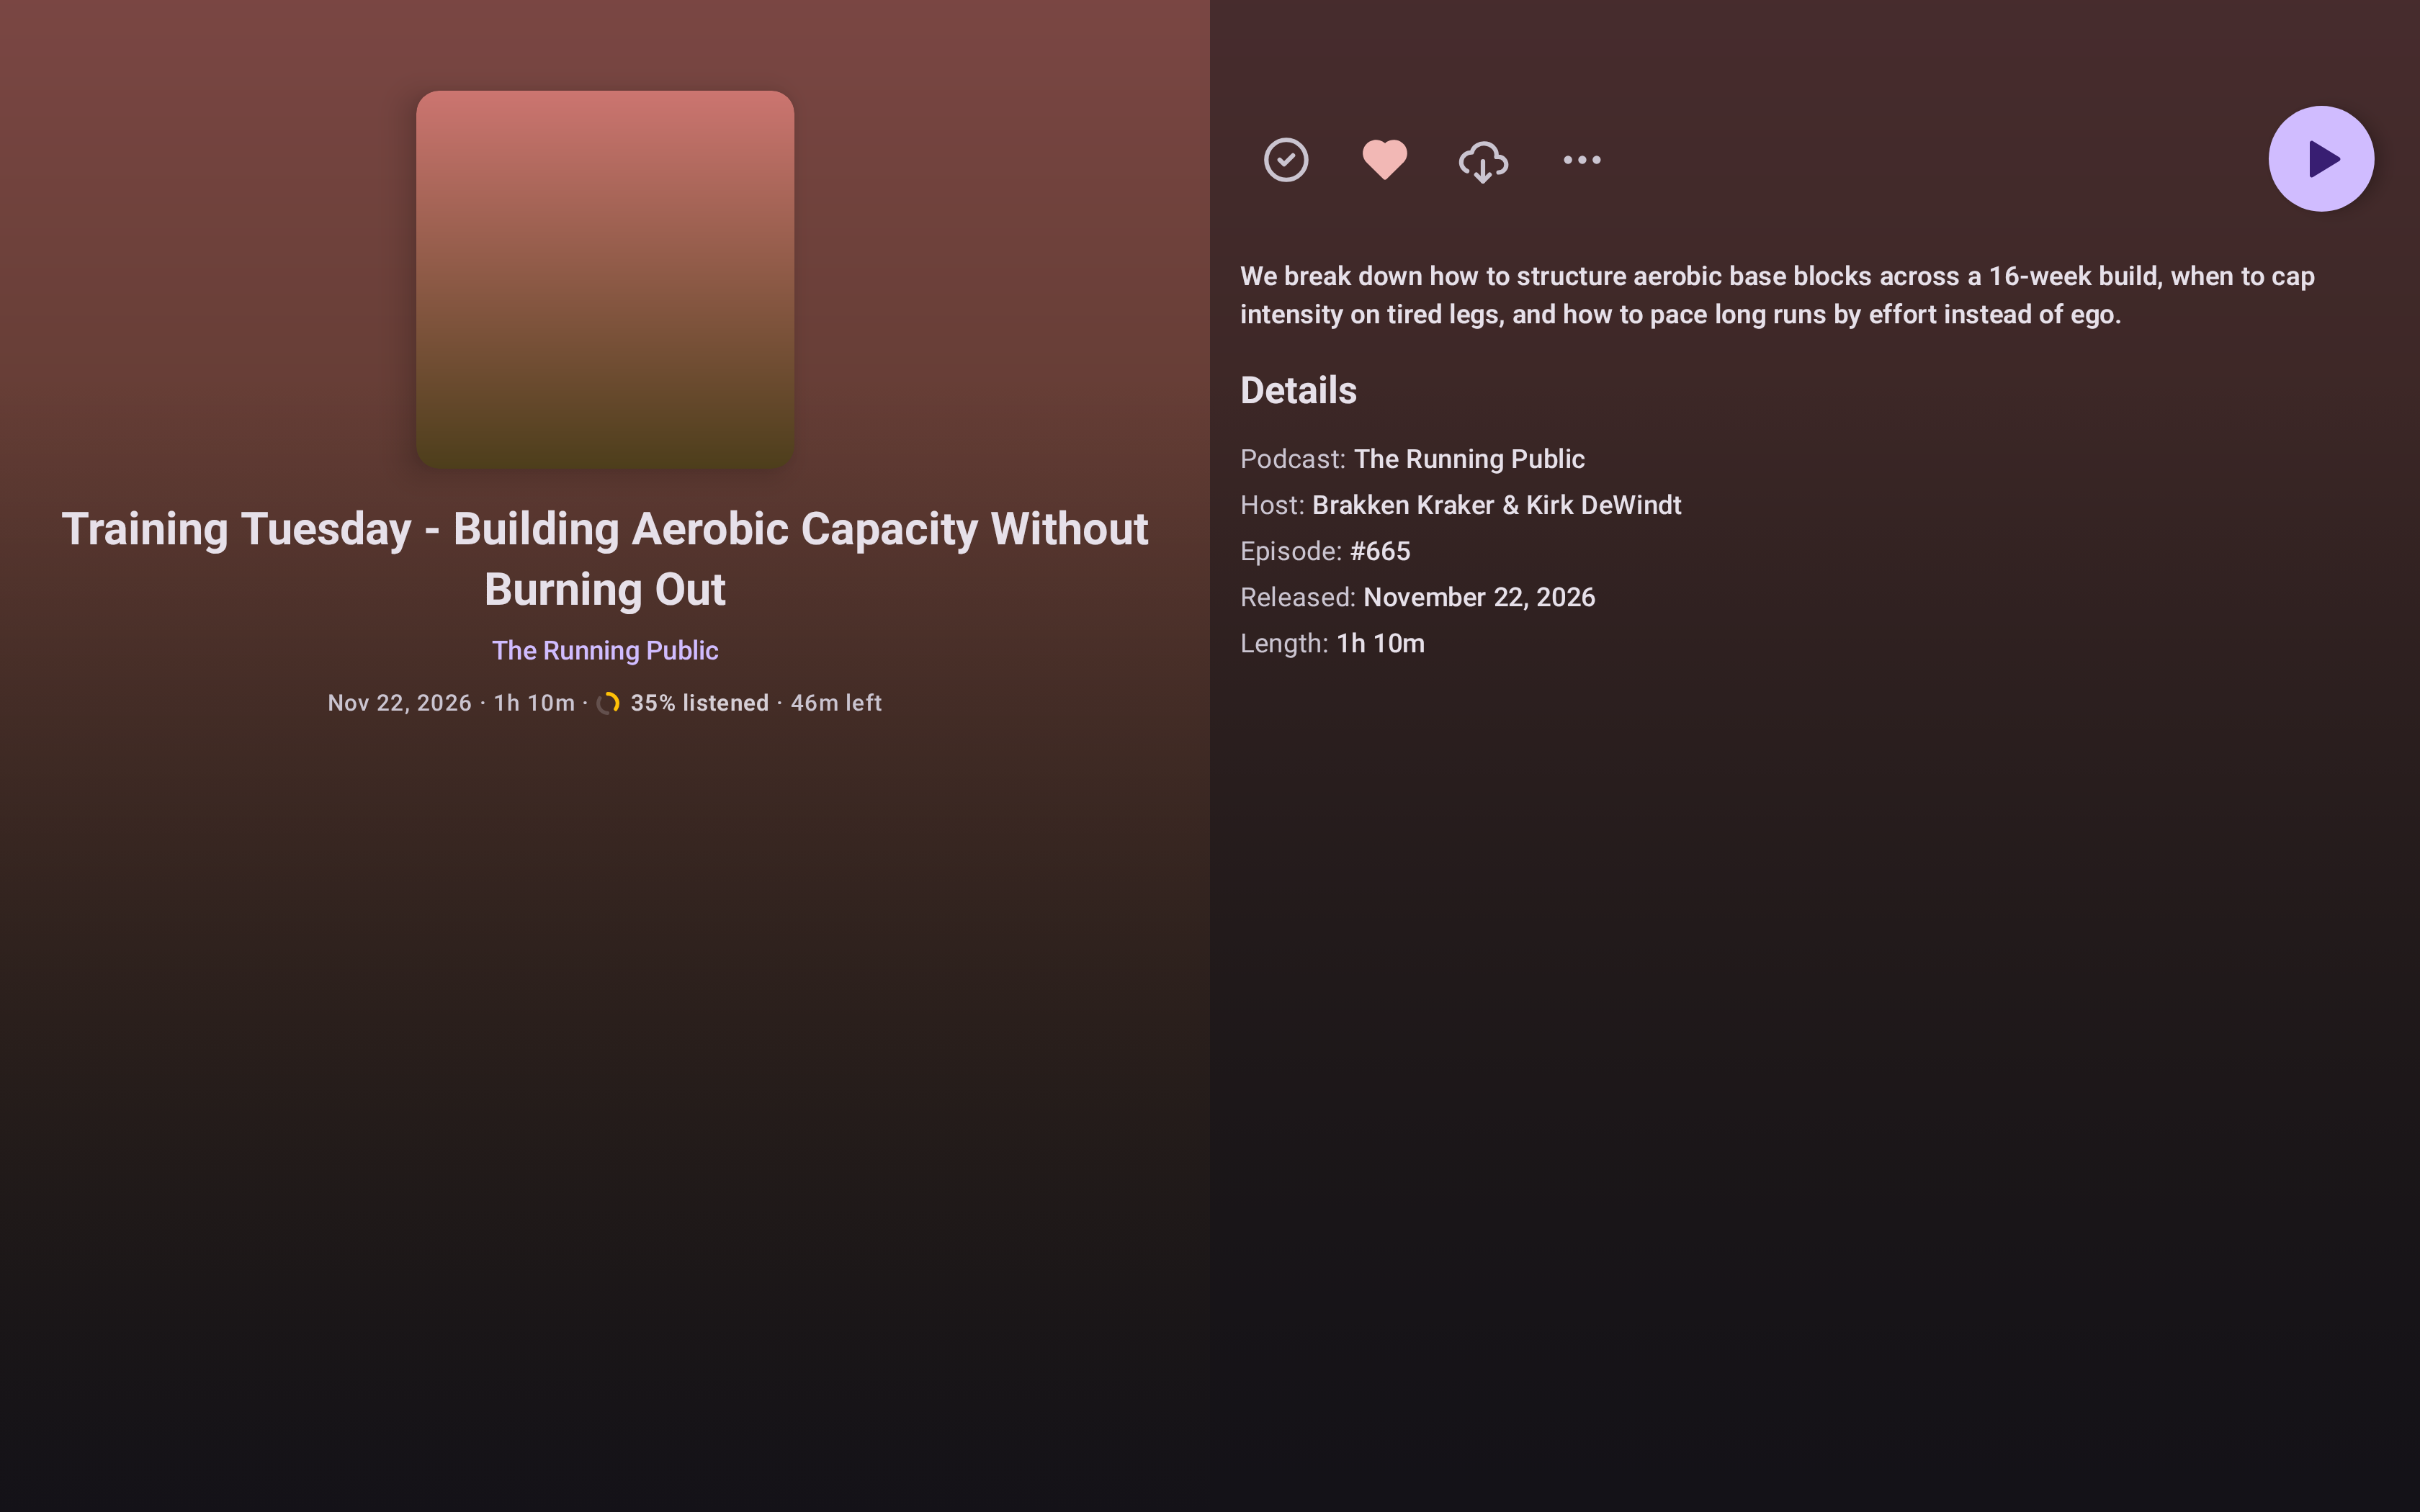 Training Tuesday - Building Aerobic Capacity Without
Burning Out
The Running Public
Nov 22, 2026 · 1h 10m · 35% listened · 46m left
We break down how to structure aerobic base blocks across a 16-week build, when to cap
intensity on tired legs, and how to pace long runs by effort instead of ego.
Details
Podcast: The Running Public
Host: Brakken Kraker & Kirk DeWindt
Episode: #665
Released: November 22, 2026
Length: 1h 10m